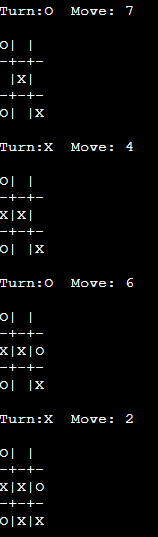 Turn:O  Move: 7

O| |
-+-+-
 |X|
-+-+-
O| |X

Turn:X  Move: 4

O| |
-+-+-
X|X|
-+-+-
O| |X

Turn:O  Move: 6

O| |
-+-+-
X|X|O
-+-+-
O| |X

Turn:X  Move: 2

O| |
-+-+-
X|X|O
-+-+-
O|X|X